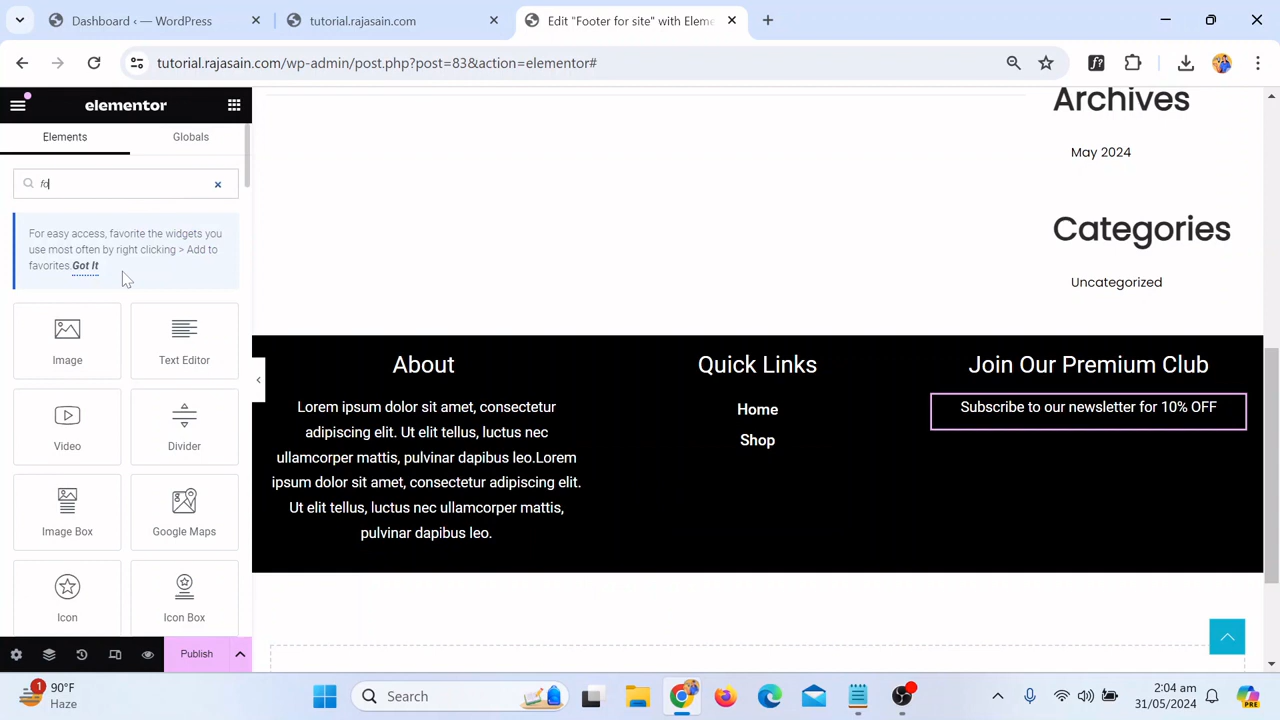 Dashboard ‹ — WordPress
tutorial.rajasain.com
Edit "Footer for site" with Eleme
tutorial.rajasain.com/wp-admin/post.php?post=83&action=elementor#
elementor
Elements
Globals
fo
For easy access, favorite the widgets you
use most often by right clicking > Add to
favorites.Got It
Image
Text Editor
Video
Divider
Image Box
Google Maps
Icon
Icon Box
Publish
Archives
May 2024
Categories
Uncategorized
About
Lorem ipsum dolor sit amet, consectetur
adipiscing elit. Ut elit tellus, luctus nec
ullamcorper mattis, pulvinar dapibus leo.Lorem
ipsum dolor sit amet, consectetur adipiscing elit.
Ut elit tellus, luctus nec ullamcorper mattis,
pulvinar dapibus leo.
Quick Links
Home
Shop
Join Our Premium Club
Subscribe to our newsletter for 10% OFF
1
90°F
Haze
Search
2:04 am
31/05/2024
PRE